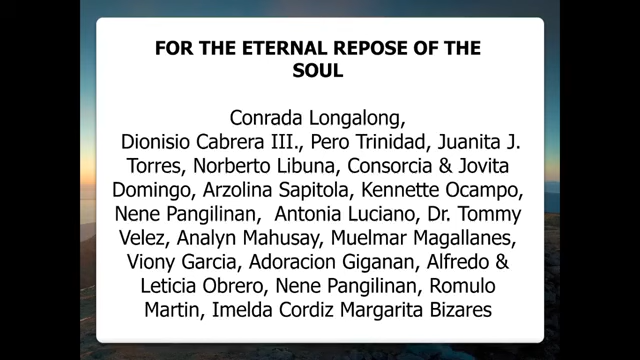 FOR THE ETERNAL REPOSE OF THE
SOUL
Conrada Longalong,
Dionisio Cabrera III., Pero Trinidad, Juanita J.
Torres, Norberto Libuna, Consorcia & Jovita
Domingo, Arzolina Sapitola, Kennette Ocampo,
Nene Pangilinan, Antonia Luciano, Dr. Tommy
Velez, Analyn Mahusay, Muelmar Magallanes,
Viony Garcia, Adoracion Giganan, Alfredo &
Leticia Obrero, Nene Pangilinan, Romulo
Martin, Imelda Cordiz Margarita Bizares